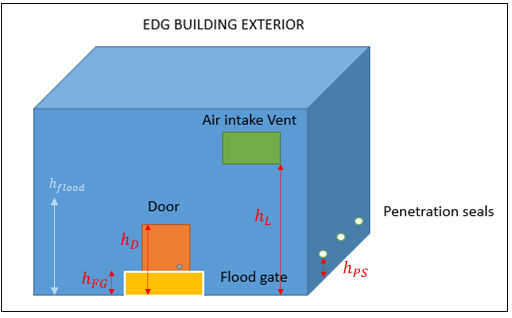 EDG BUILDING EXTERIOR
Air intake Vent
h_flood
Door
h_L
Penetration seals
h_D
h_PS
h_FG
Flood gate